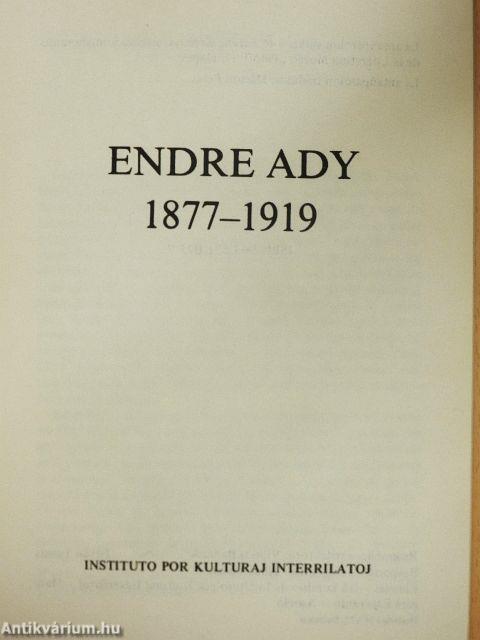 ENDRE ADY
1877–1919
INSTITUTO POR KULTURAJ INTERRILATOJ
Antikvárium.hu